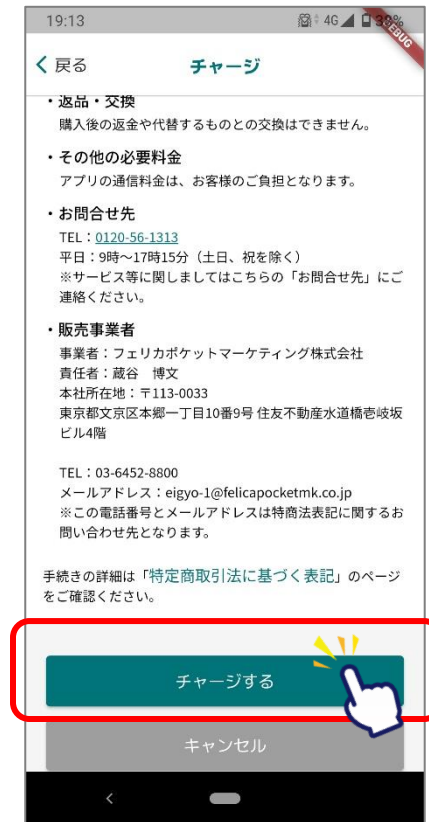 19:13 4G 39%
DEBUG
戻る チャージ
・返品・交換
購入後の返金や代替するものとの交換はできません。
・その他の必要料金
アプリの通信料金は、お客様のご負担となります。
・お問合せ先
TEL：0120-56-1313
平日：9時～17時15分（土日、祝を除く）
※サービス等に関しましてはこちらの「お問合せ先」にご
連絡ください。
・販売事業者
事業者：フェリカポケットマーケティング株式会社
責任者：蔵谷　博文
本社所在地：〒113-0033
東京都文京区本郷一丁目10番9号 住友不動産水道橋壱岐坂
ビル4階
TEL：03-6452-8800
メールアドレス：eigyo-1@felicapocketmk.co.jp
※この電話番号とメールアドレスは特商法表記に関するお
問い合わせ先となります。
手続きの詳細は「特定商取引法に基づく表記」のページ
をご確認ください。
チャージする
キャンセル